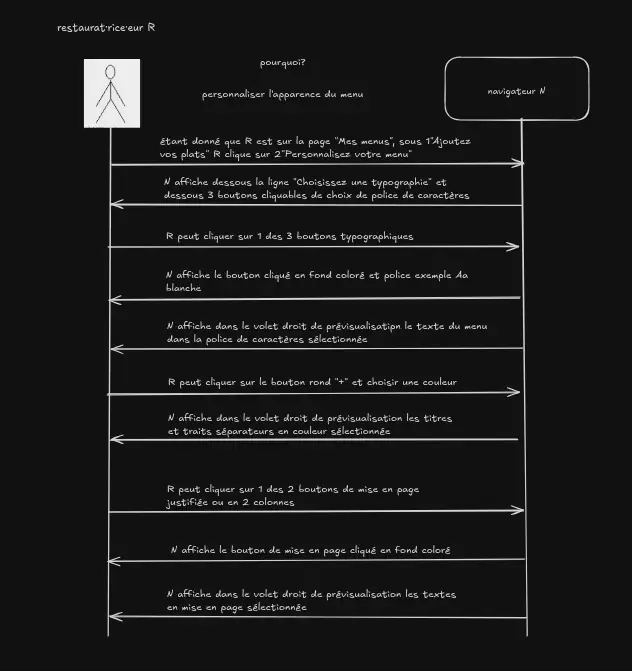 restaurat·rice·eur R
pourquoi?
personnaliser l'apparence du menu
navigateur N
étant donné que R est sur la page "Mes menus", sous 1"Ajoutez
vos plats" R clique sur 2"Personnalisez votre menu"
N affiche dessous la ligne "Choisissez une typographie" et
dessous 3 boutons cliquables de choix de police de caractères
R peut cliquer sur 1 des 3 boutons typographiques
N affiche le bouton cliqué en fond coloré et police exemple Aa
blanche
N affiche dans le volet droit de prévisualisatipn le texte du menu
dans la police de caractères sélectionnée
R peut cliquer sur le bouton rond "+" et choisir une couleur
N affiche dans le volet droit de prévisualisation les titres
et traits séparateurs en couleur sélectionnée
R peut cliquer sur 1 des 2 boutons de mise en page
justifiée ou en 2 colonnes
N affiche le bouton de mise en page cliqué en fond coloré
N affiche dans le volet droit de prévisualisation les textes
en mise en page sélectionnée